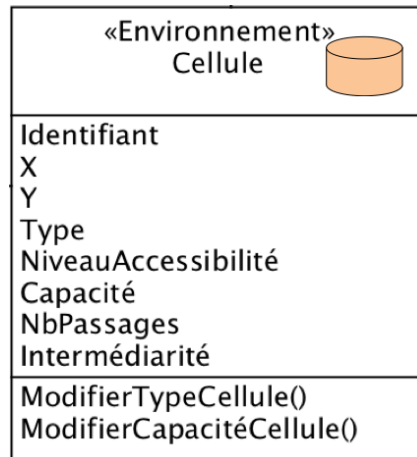 «Environnement»
Cellule
Identifiant
X
Y
Type
NiveauAccessibilité
Capacité
NbPassages
Intermédiarité
ModifierTypeCellule()
ModifierCapacitéCellule()